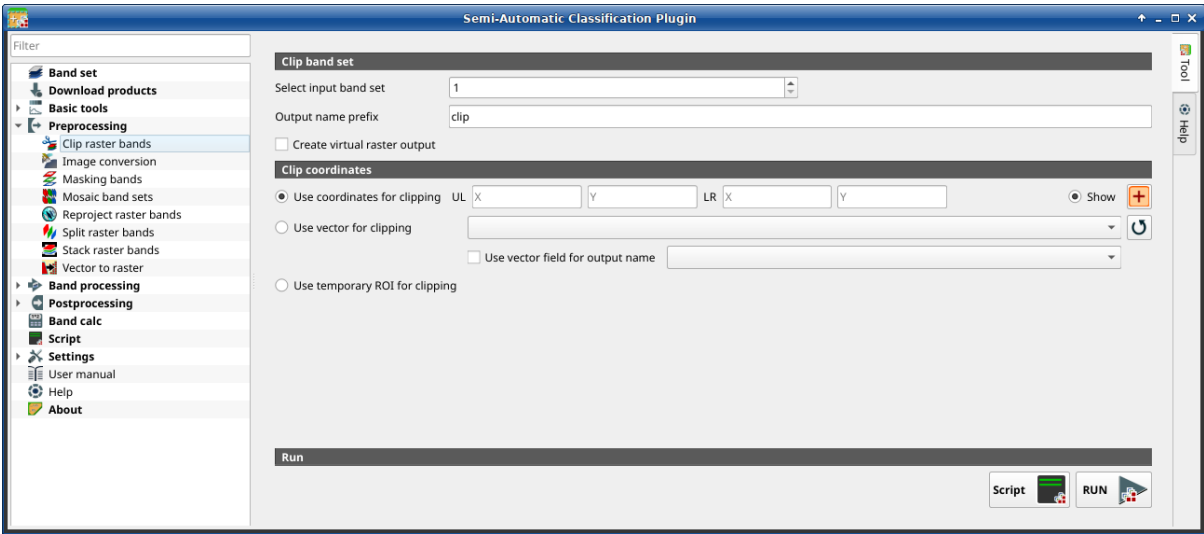 Semi-Automatic Classification Plugin
Filter
Band set
Download products
Basic tools
Preprocessing
Clip raster bands
Image conversion
Masking bands
Mosaic band sets
Reproject raster bands
Split raster bands
Stack raster bands
Vector to raster
Band processing
Postprocessing
Band calc
Script
Settings
User manual
Help
About
Clip band set
Select input band set 1
Output name prefix clip
Create virtual raster output
Clip coordinates
Use coordinates for clipping UL X Y LR X Y Show
Use vector for clipping
Use vector field for output name
Use temporary ROI for clipping
Run
Script RUN
Tool
Help